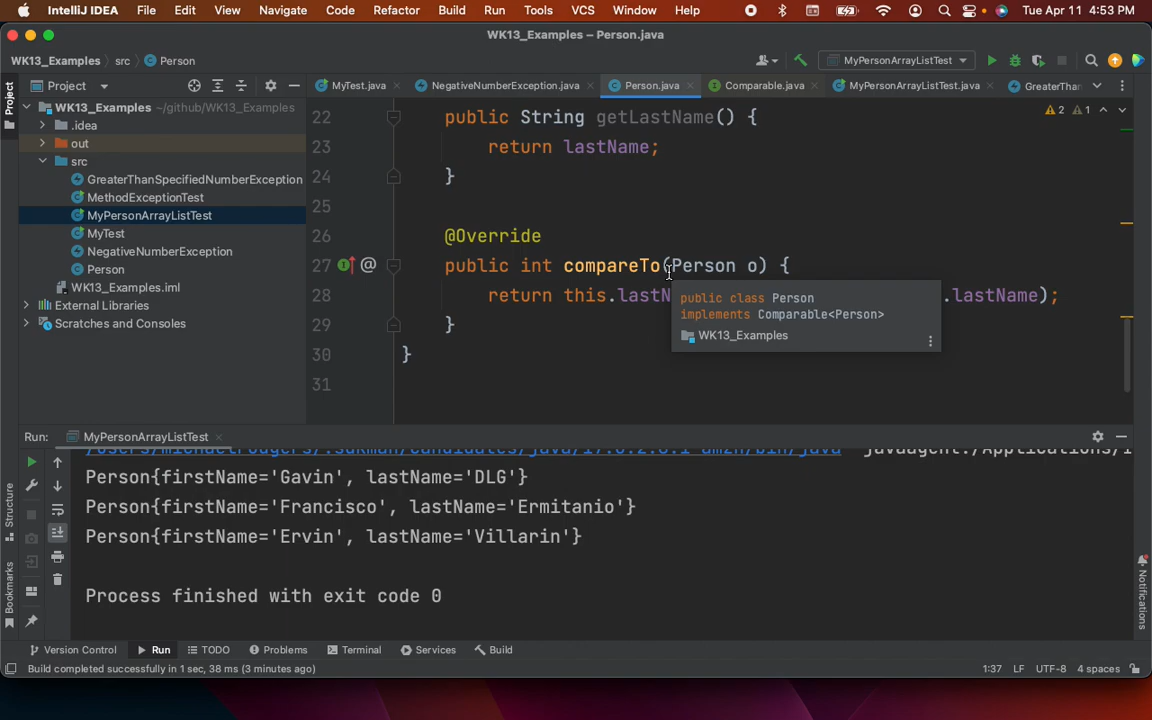 IntelliJ IDEA File Edit View Navigate Code Refactor Build Run Tools VCS Window Help Tue Apr 11 4:53 PM
WK13_Examples – Person.java
WK13_Examples src Person MyPersonArrayListTest
Project MyTest.java NegativeNumberException.java Person.java Comparable.java MyPersonArrayListTest.java GreaterThan
Project
WK13_Examples ~/github/WK13_Examples
.idea
out
src
GreaterThanSpecifiedNumberException
MethodExceptionTest
MyPersonArrayListTest
MyTest
NegativeNumberException
Person
WK13_Examples.iml
External Libraries
Scratches and Consoles
2 1
22 public String getLastName() {
23 return lastName;
24 }
25
26 @Override
27 @ public int compareTo(Person o) {
28 return this.lastN .lastName);
29 }
30 }
31
public class Person
implements Comparable<Person>
WK13_Examples
Run: MyPersonArrayListTest
Person{firstName='Gavin', lastName='DLG'}
Person{firstName='Francisco', lastName='Ermitanio'}
Person{firstName='Ervin', lastName='Villarin'}
Process finished with exit code 0
Structure
Bookmarks
Notifications
Version Control Run TODO Problems Terminal Services Build
Build completed successfully in 1 sec, 38 ms (3 minutes ago) 1:37 LF UTF-8 4 spaces